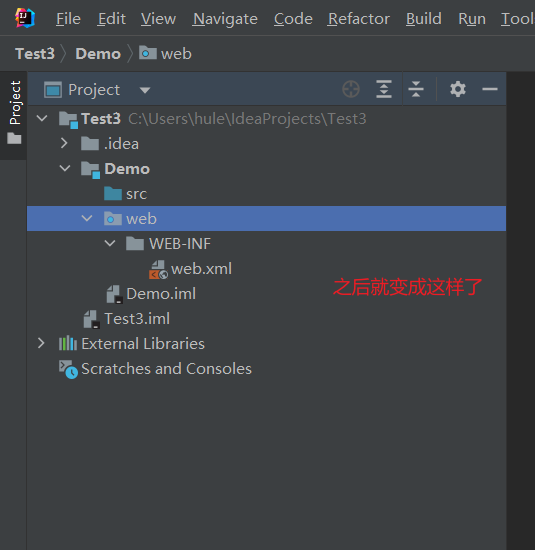 File Edit View Navigate Code Refactor Build Run Tool
Test3 Demo web
Project
Project
Test3 C:\Users\hule\IdeaProjects\Test3
.idea
Demo
src
web
WEB-INF
web.xml
之后就变成这样了
Demo.iml
Test3.iml
External Libraries
Scratches and Consoles